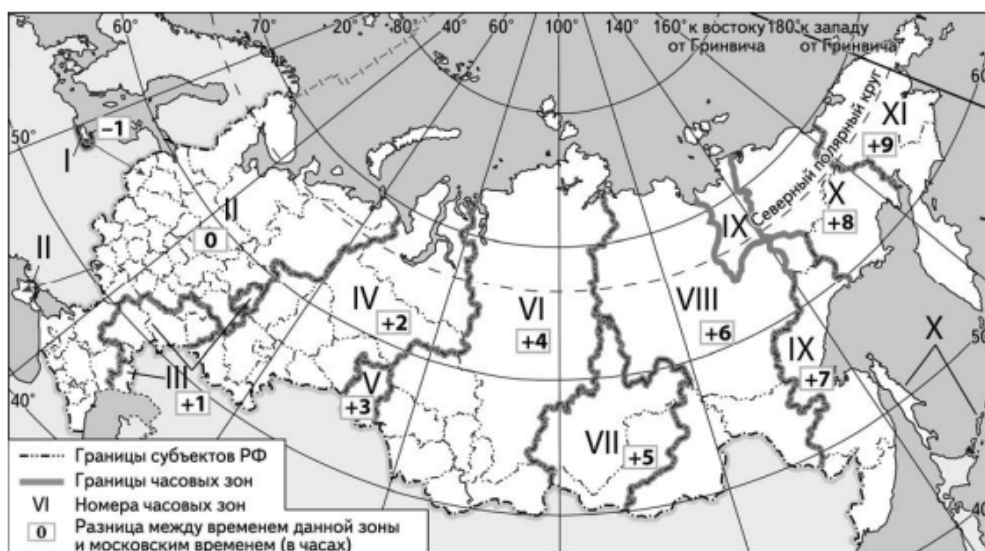 60° 70° 20° 40° 60° 100° 140° 160° к востоку 180° к западу
от Гринвича от Гринвича
60°
50°
−1
I
Северный полярный круг
XI
+9
II
0
IX
X
+8
II
IV
+2
VI
+4
VIII
+6
X
50°
40°
III
+1
V
+3
IX
+7
VII
+5
40°
Границы субъектов РФ
Границы часовых зон
VI Номера часовых зон
0 Разница между временем данной зоны
и московским временем (в часах)